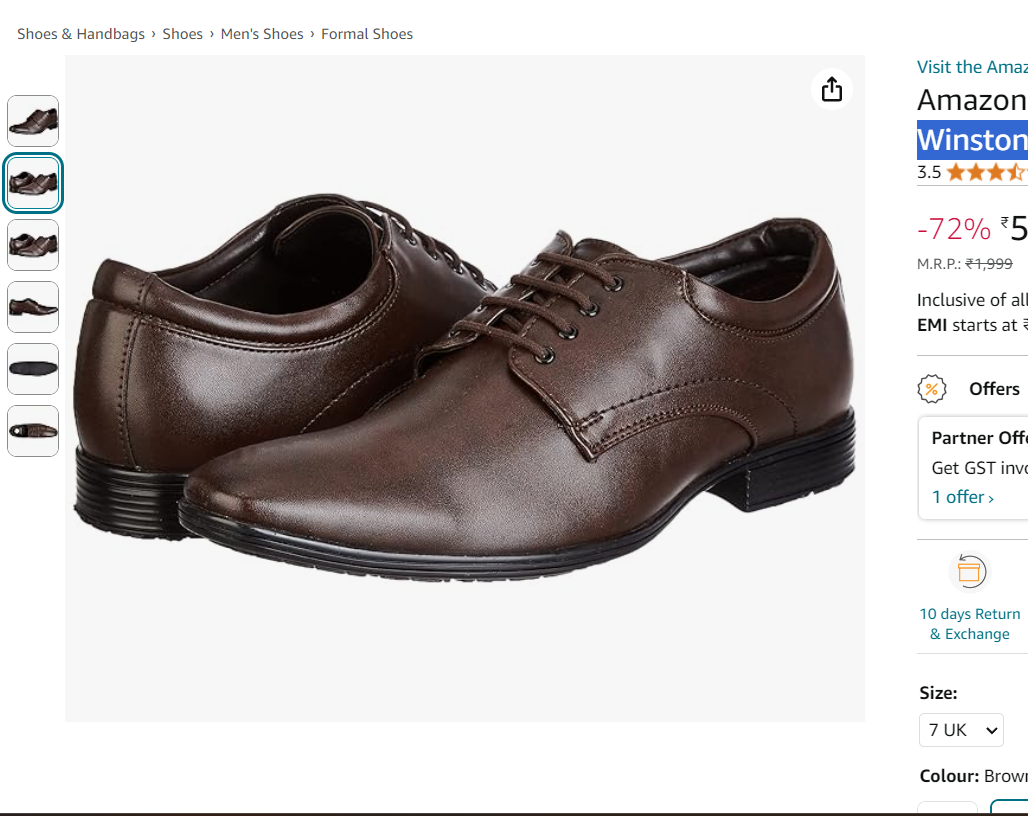 Shoes & Handbags › Shoes › Men's Shoes › Formal Shoes
Visit the Amaz
Amazon
Winston
3.5
-72% ₹5
M.R.P.: ₹1,999
Inclusive of all
EMI starts at ₹
% Offers
Partner Offe
Get GST invo
1 offer ›
10 days Return
& Exchange
Size:
7 UK
Colour: Brown